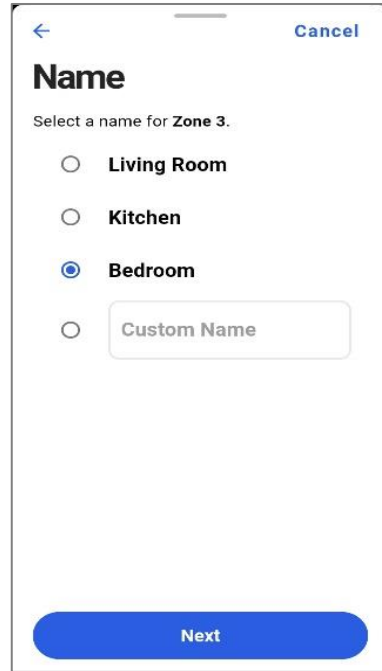 Cancel
Name
Select a name for Zone 3.
Living Room
Kitchen
Bedroom
Custom Name
Next